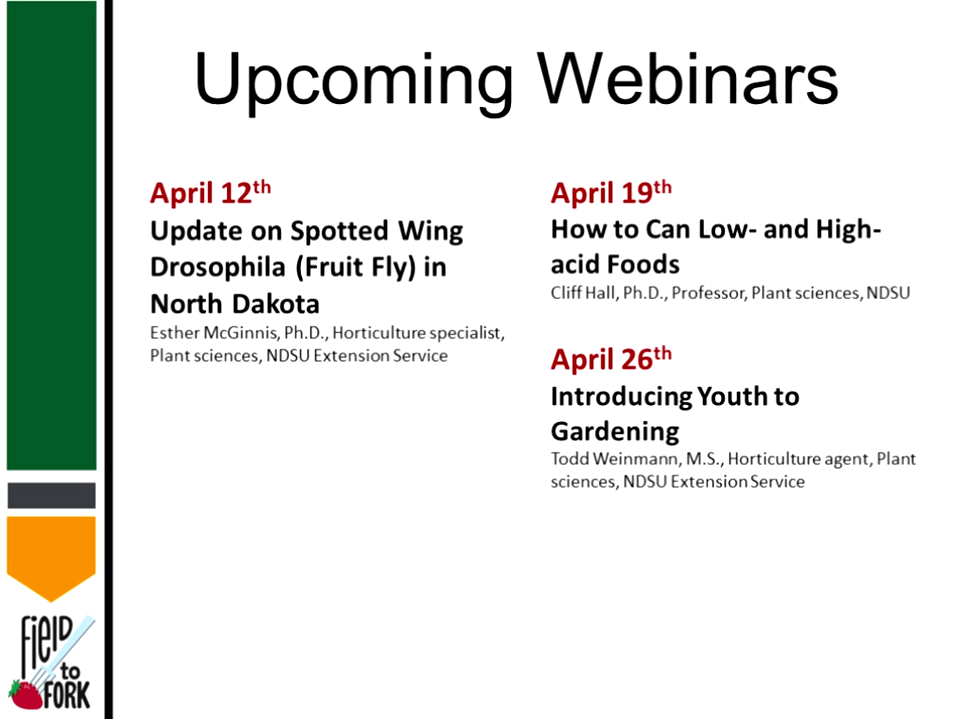 Upcoming Webinars
April 12th
Update on Spotted Wing
Drosophila (Fruit Fly) in
North Dakota
Esther McGinnis, Ph.D., Horticulture specialist,
Plant sciences, NDSU Extension Service
April 19th
How to Can Low- and High-
acid Foods
Cliff Hall, Ph.D., Professor, Plant sciences, NDSU
April 26th
Introducing Youth to
Gardening
Todd Weinmann, M.S., Horticulture agent, Plant
sciences, NDSU Extension Service
FiElD
to
FORK